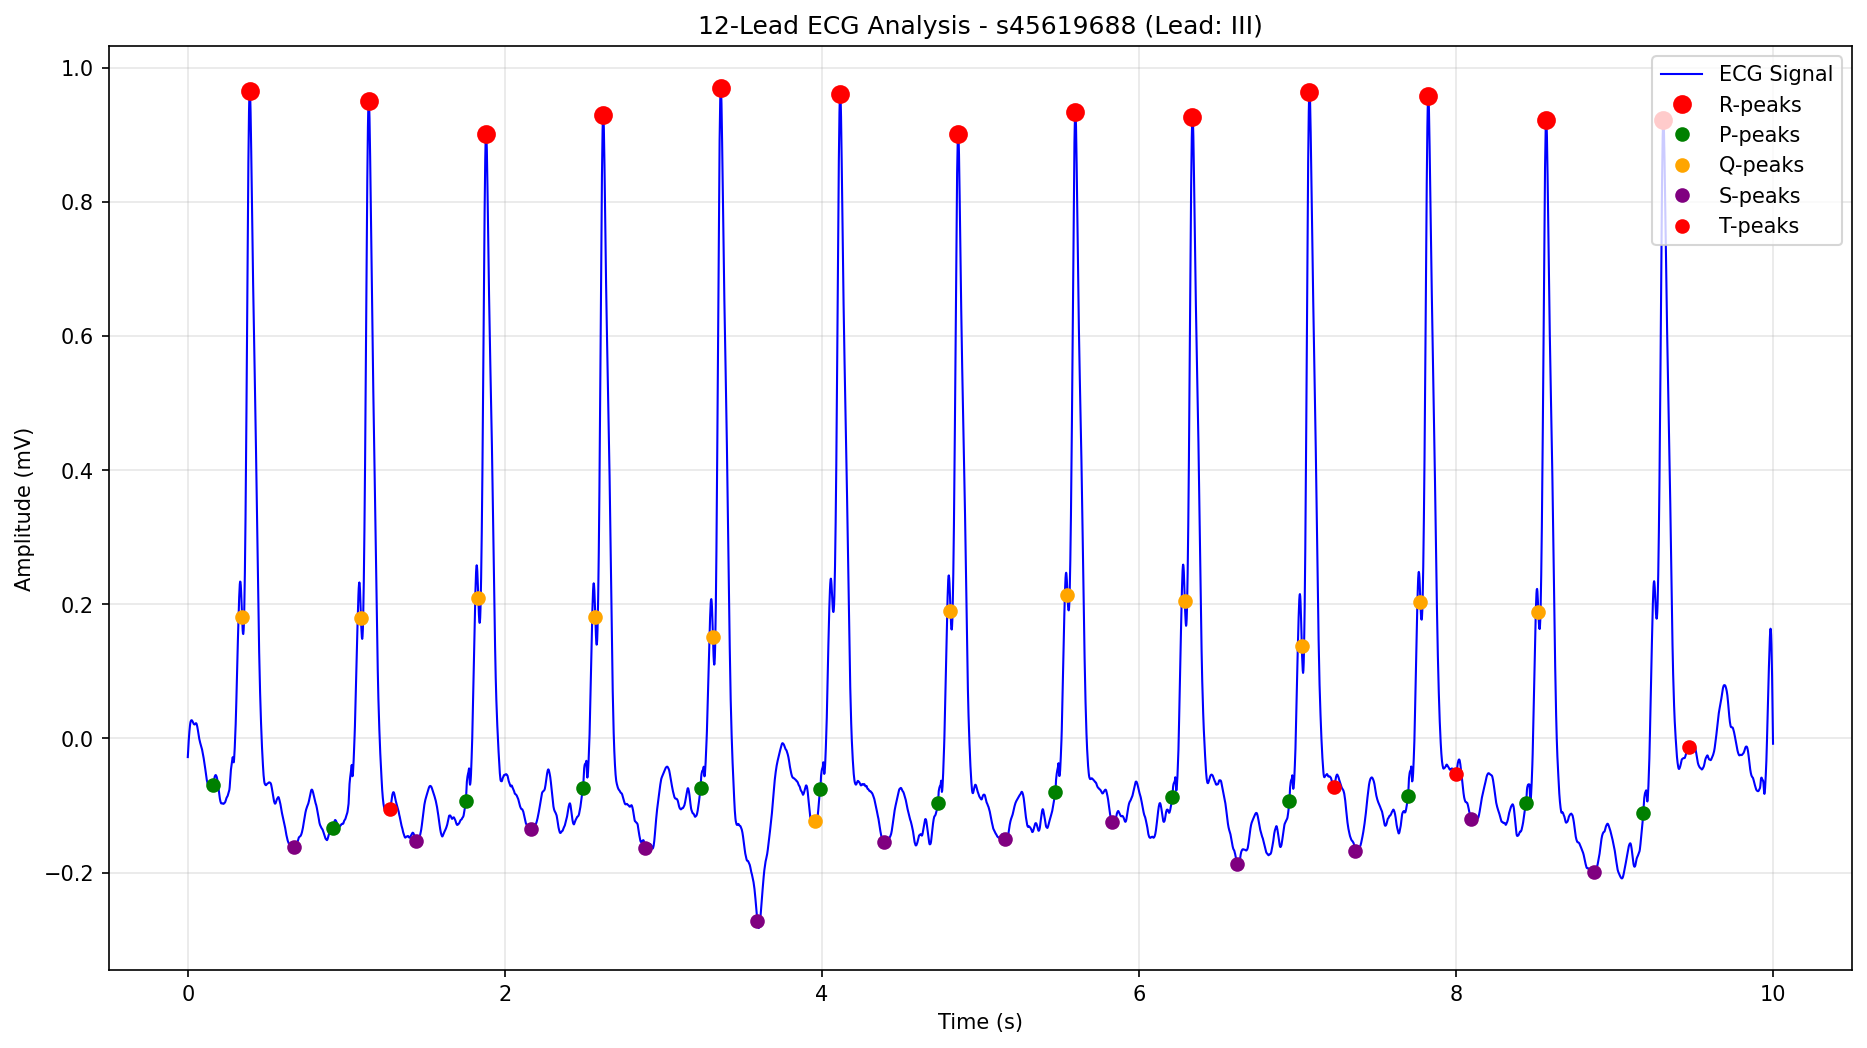 12-Lead ECG Analysis - s45619688 (Lead: III)
ECG Signal
R-peaks
P-peaks
Q-peaks
S-peaks
T-peaks
Amplitude (mV)
1.0
0.8
0.6
0.4
0.2
0.0
−0.2
0 2 4 6 8 10
Time (s)